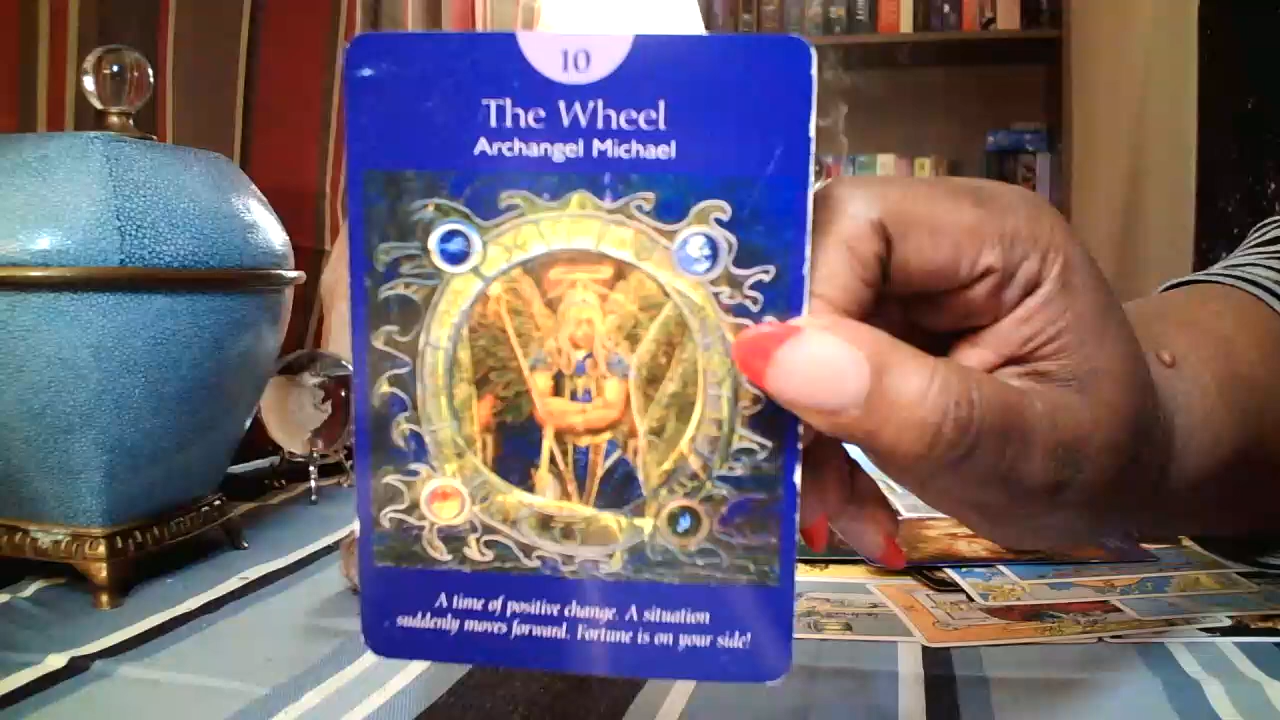 10
The Wheel
Archangel Michael
A time of positive change. A situation
suddenly moves forward. Fortune is on your side!